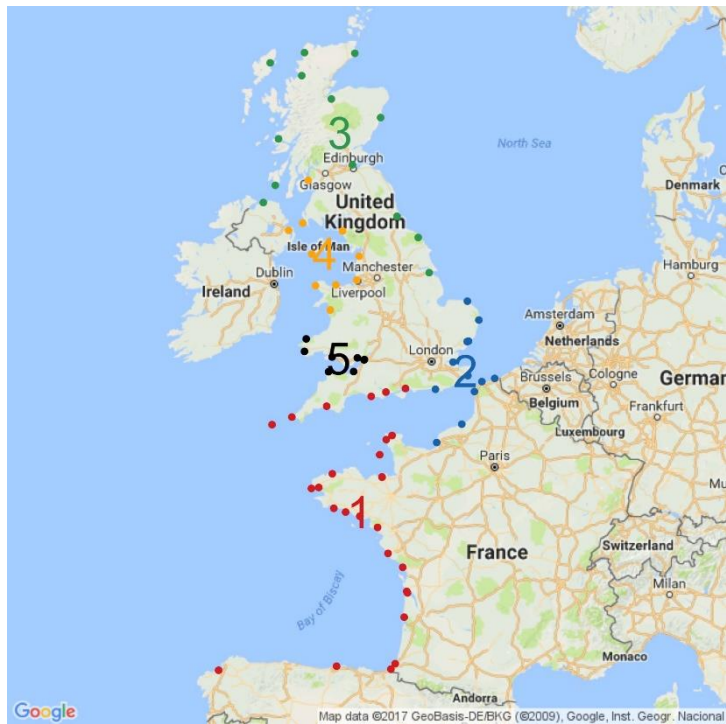 3
North Sea
Edinburgh
Glasgow
Denmark
United
Kingdom
Isle of Man
4
Hamburg
Dublin
Manchester
Ireland
Liverpool
Amsterdam
Netherlands
5
London
2
Brussels
Cologne
German
Belgium
Frankfurt
Luxembourg
Paris
Mu
1
France
Switzerland
Milan
Bay of Biscay
Monaco
Andorra
Google
Map data ©2017 GeoBasis-DE/BKG (©2009), Google, Inst. Geogr. Nacional